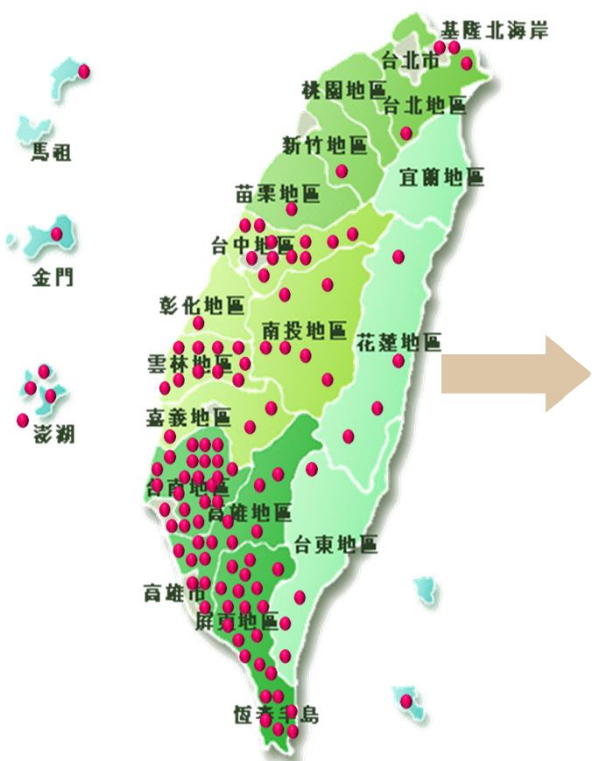 基隆北海岸
台北市
桃園地區
台北地區
新竹地區
宜蘭地區
苗栗地區
台中地區
彰化地區
南投地區
花蓮地區
雲林地區
嘉義地區
台南地區
高雄地區
台東地區
高雄市
屏東地區
恆春半島
馬祖
金門
澎湖